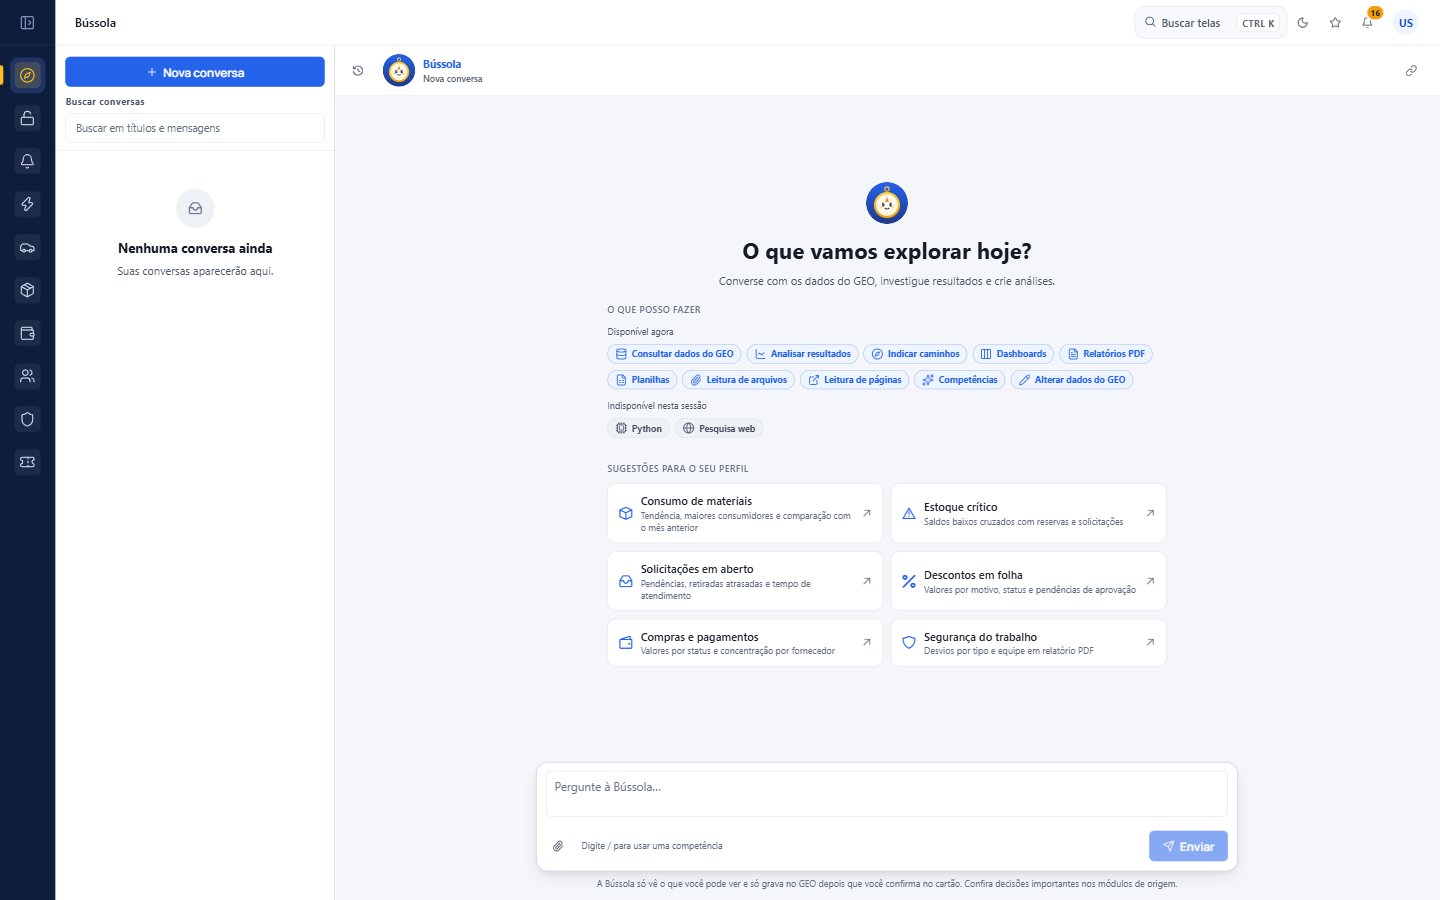 Bússola
Buscar telas
CTRL K
16
US
Nova conversa
Buscar conversas
Buscar em títulos e mensagens
Nenhuma conversa ainda
Suas conversas aparecerão aqui.
Bússola
Nova conversa
O que vamos explorar hoje?
Converse com os dados do GEO, investigue resultados e crie análises.
O QUE POSSO FAZER
Disponível agora
Consultar dados do GEO
Analisar resultados
Indicar caminhos
Dashboards
Relatórios PDF
Planilhas
Leitura de arquivos
Leitura de páginas
Competências
Alterar dados do GEO
Indisponível nesta sessão
Python
Pesquisa web
SUGESTÕES PARA O SEU PERFIL
Consumo de materiais
Tendência, maiores consumidores e comparação com
o mês anterior
Estoque crítico
Saldos baixos cruzados com reservas e solicitações
Solicitações em aberto
Pendências, retiradas atrasadas e tempo de
atendimento
Descontos em folha
Valores por motivo, status e pendências de aprovação
Compras e pagamentos
Valores por status e concentração por fornecedor
Segurança do trabalho
Desvios por tipo e equipe em relatório PDF
Pergunte à Bússola...
Digite / para usar uma competência
Enviar
A Bússola só vê o que você pode ver e só grava no GEO depois que você confirma no cartão. Confira decisões importantes nos módulos de origem.